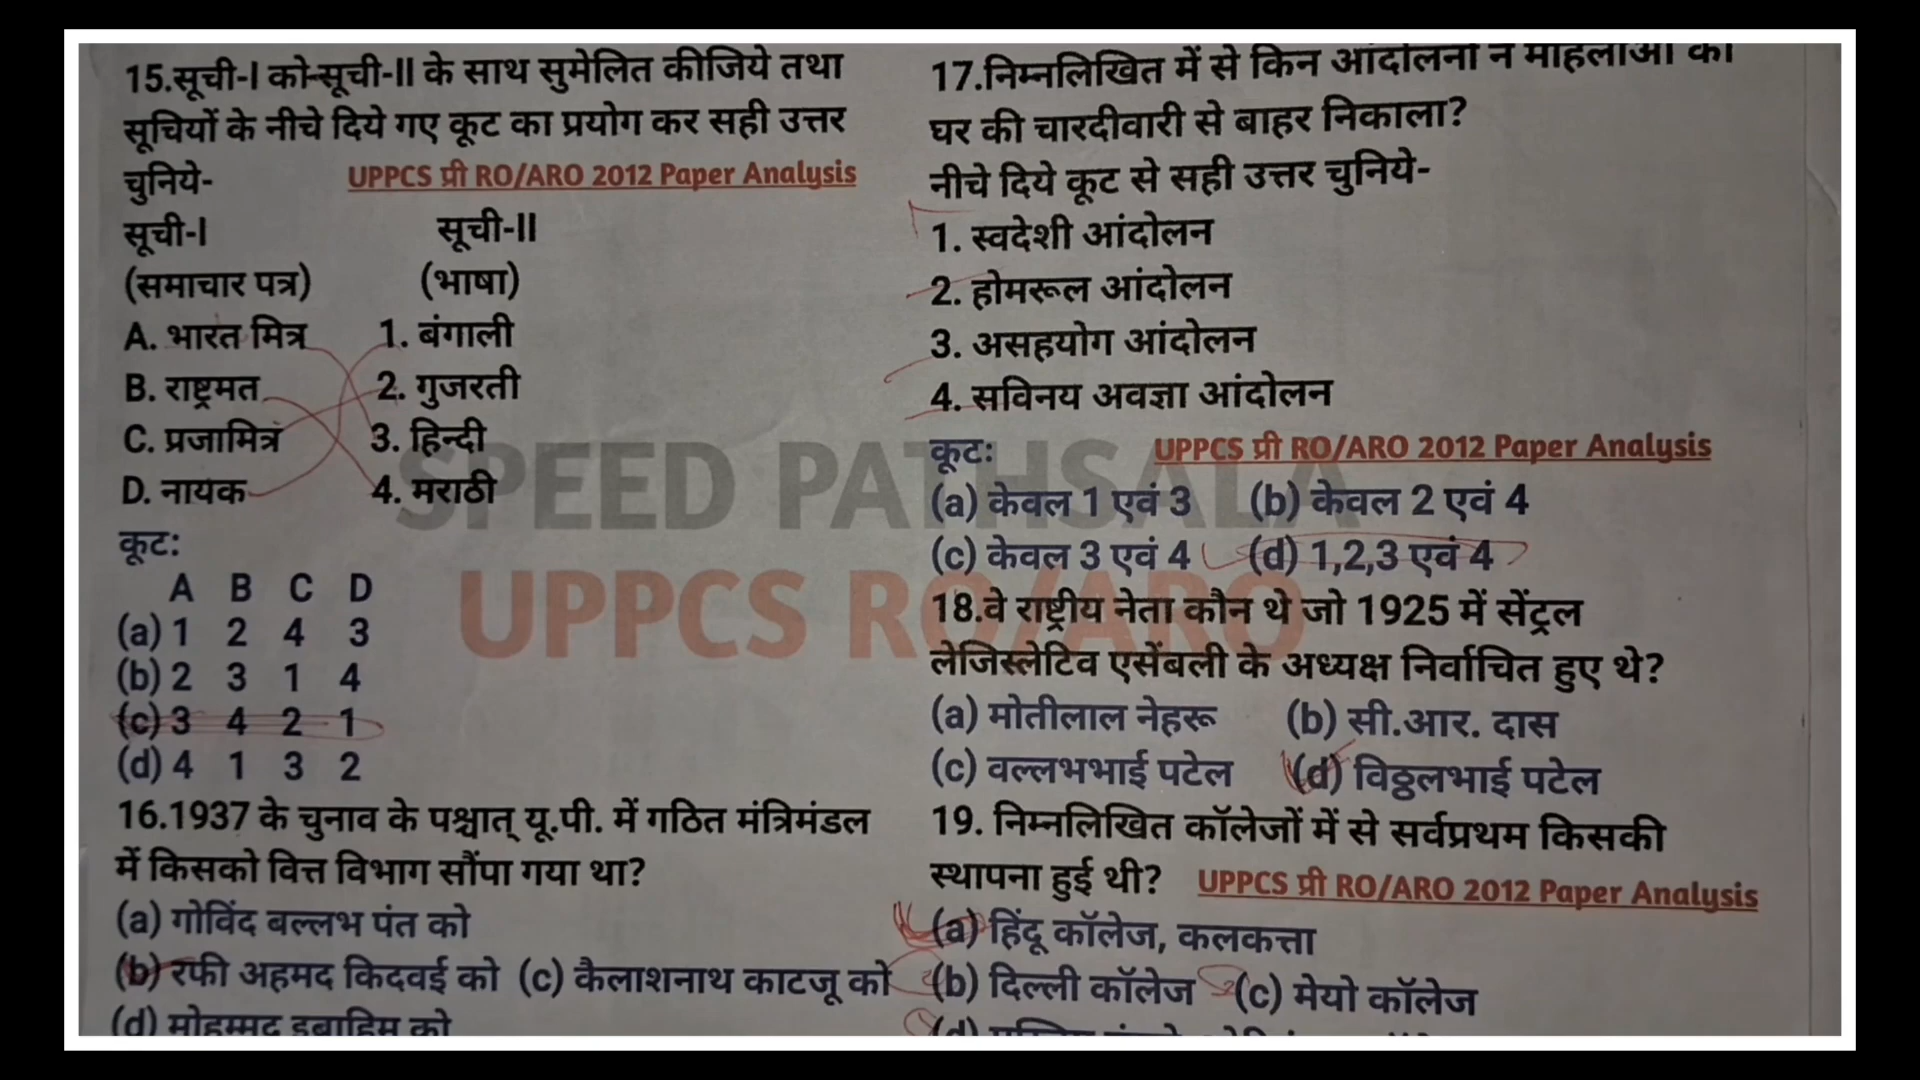 15.सूची-I को-सूची-II के साथ सुमेलित कीजिये तथा
सूचियों के नीचे दिये गए कूट का प्रयोग कर सही उत्तर
चुनिये- UPPCS प्री RO/ARO 2012 Paper Analysis
सूची-I सूची-II
(समाचार पत्र) (भाषा)
A. भारत मित्र 1. बंगाली
B. राष्ट्रमत 2. गुजरती
C. प्रजामित्र 3. हिन्दी
D. नायक 4. मराठी
SPEED PATHSALA
कूट:
UPPCS RO/ARO
A B C D
(a) 1 2 4 3
(b) 2 3 1 4
(c) 3 4 2 1
(d) 4 1 3 2
16.1937 के चुनाव के पश्चात् यू.पी. में गठित मंत्रिमंडल
में किसको वित्त विभाग सौंपा गया था?
(a) गोविंद बल्लभ पंत को
(b) रफी अहमद किदवई को (c) कैलाशनाथ काटजू को
(d) मोहम्मद इब्राहिम को
17.निम्नलिखित में से किन आंदोलनों ने महिलाओं को
घर की चारदीवारी से बाहर निकाला?
नीचे दिये कूट से सही उत्तर चुनिये-
1. स्वदेशी आंदोलन
2. होमरूल आंदोलन
3. असहयोग आंदोलन
4. सविनय अवज्ञा आंदोलन
कूट: UPPCS प्री RO/ARO 2012 Paper Analysis
(a) केवल 1 एवं 3 (b) केवल 2 एवं 4
(c) केवल 3 एवं 4 (d) 1,2,3 एवं 4
18.वे राष्ट्रीय नेता कौन थे जो 1925 में सेंट्रल
लेजिस्लेटिव एसेंबली के अध्यक्ष निर्वाचित हुए थे?
(a) मोतीलाल नेहरू (b) सी.आर. दास
(c) वल्लभभाई पटेल (d) विठ्ठलभाई पटेल
19. निम्नलिखित कॉलेजों में से सर्वप्रथम किसकी
स्थापना हुई थी? UPPCS प्री RO/ARO 2012 Paper Analysis
(a) हिंदू कॉलेज, कलकत्ता
(b) दिल्ली कॉलेज (c) मेयो कॉलेज
(d)